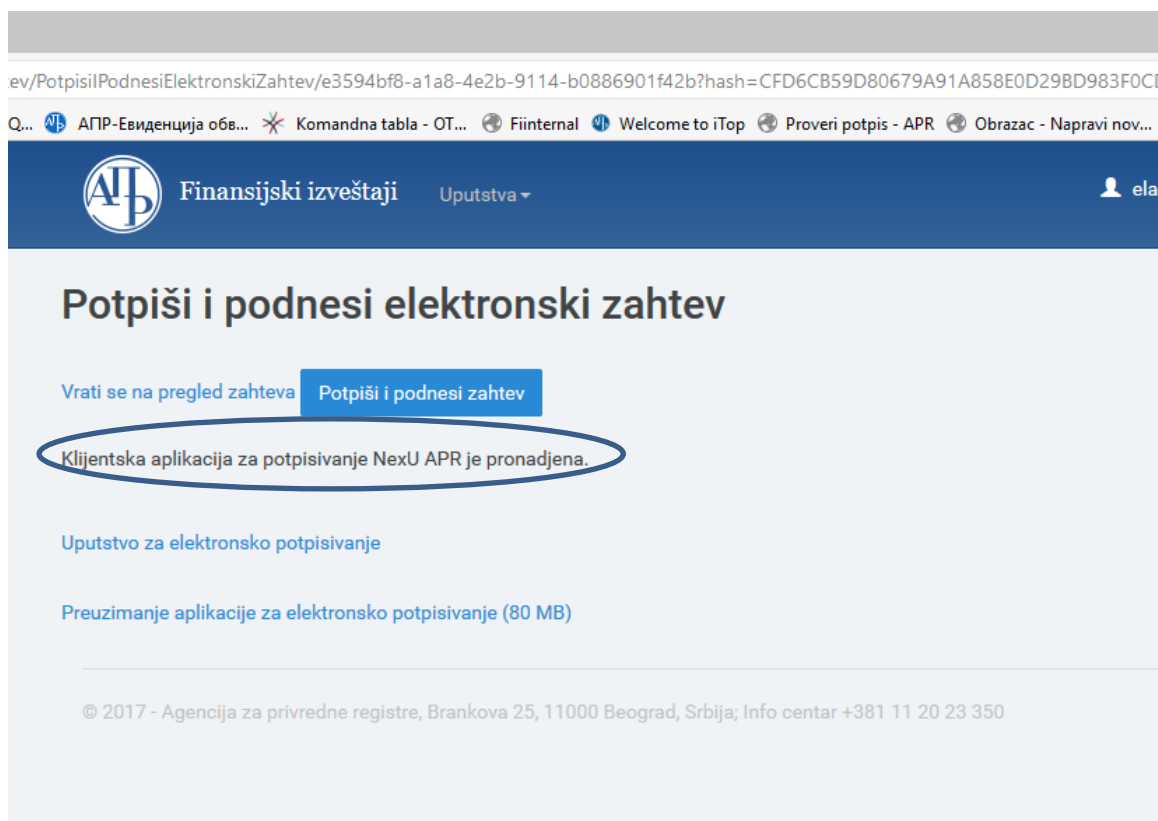 ev/PotpisiIPodnesiElektronskiZahtev/e3594bf8-a1a8-4e2b-9114-b0886901f42b?hash=CFD6CB59D80679A91A858E0D29BD983F0CD
Q... АПР-Евиденција обв... Komandna tabla - OT... Fiinternal Welcome to iTop Proveri potpis - APR Obrazac - Napravi nov...
АПР Finansijski izveštaji Uputstva ela
Potpiši i podnesi elektronski zahtev
Vrati se na pregled zahteva Potpiši i podnesi zahtev
Klijentska aplikacija za potpisivanje NexU APR je pronadjena.
Uputstvo za elektronsko potpisivanje
Preuzimanje aplikacije za elektronsko potpisivanje (80 MB)
© 2017 - Agencija za privredne registre, Brankova 25, 11000 Beograd, Srbija; Info centar +381 11 20 23 350